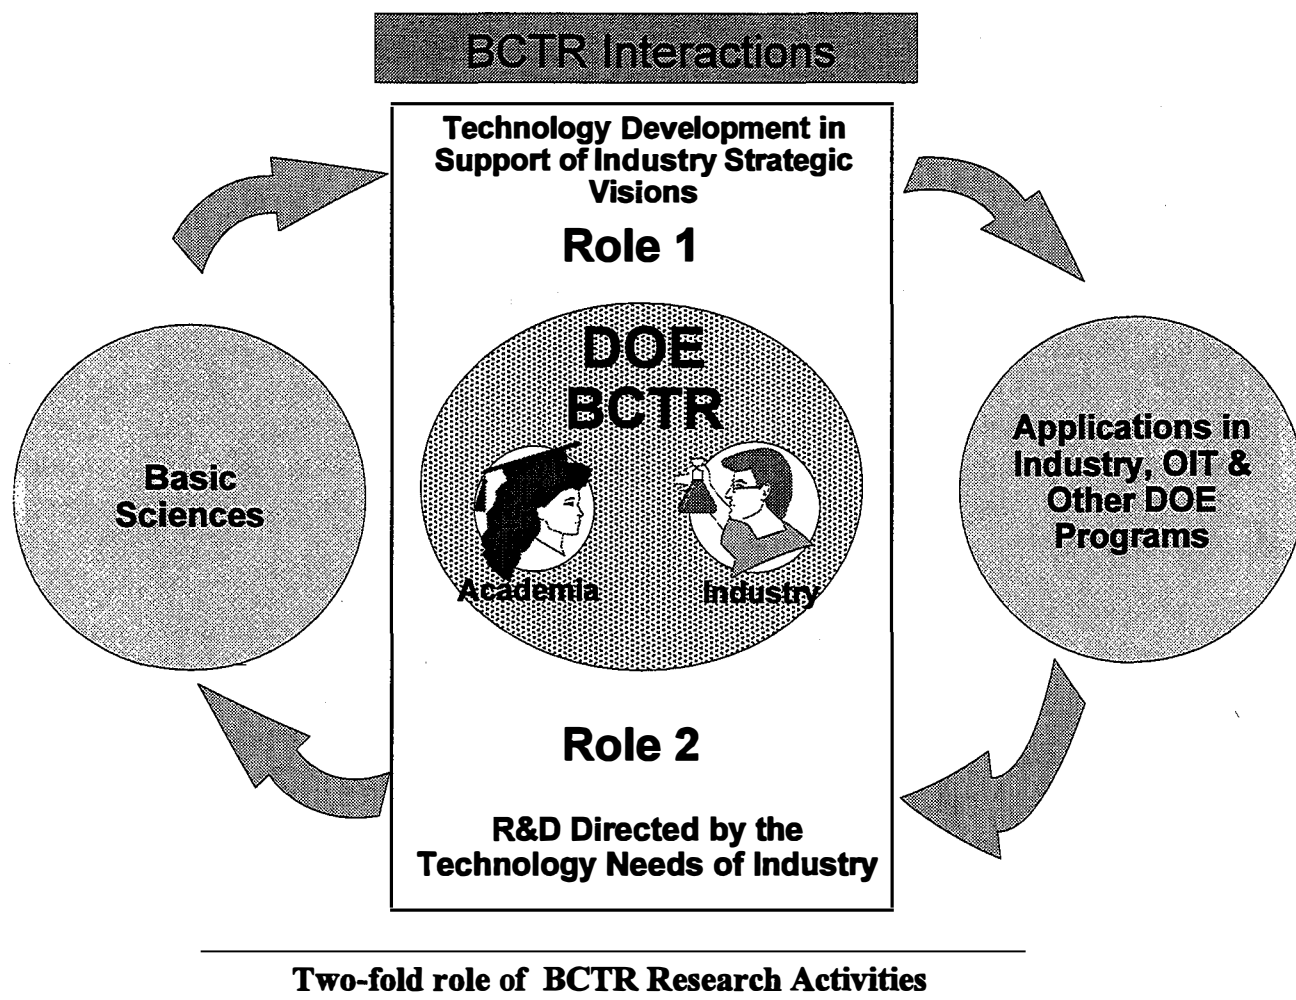 BCTR Interactions
Technology Development in
Support of Industry Strategic
Visions
Role 1
DOE
BCTR
Academia
Industry
Basic
Sciences
Applications in
Industry, OIT &
Other DOE
Programs
Role 2
R&D Directed by the
Technology Needs of Industry
Two-fold role of BCTR Research Activities